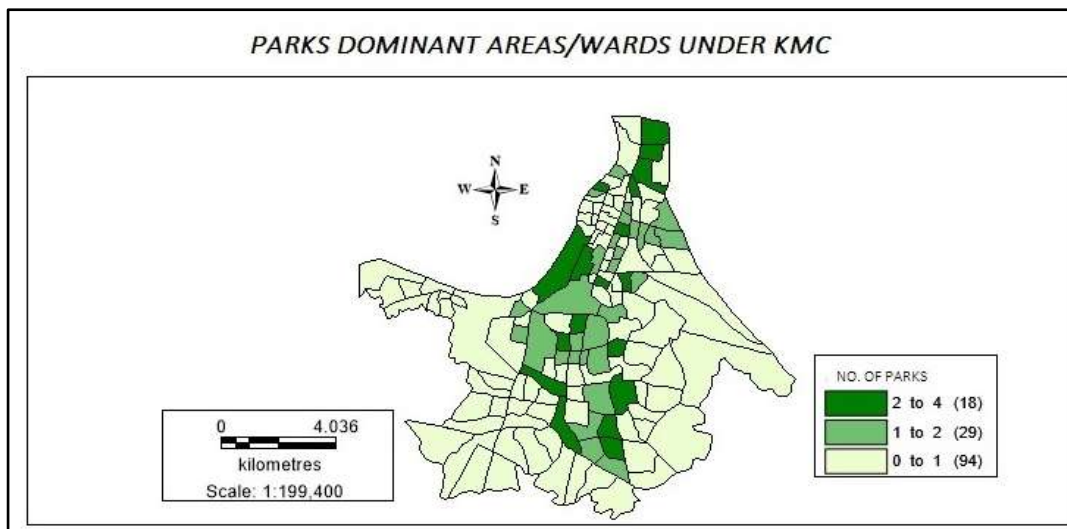 PARKS DOMINANT AREAS/WARDS UNDER KMC
N
W E
S
NO. OF PARKS
2 to 4 (18)
1 to 2 (29)
0 to 1 (94)
0 4.036
kilometres
Scale: 1:199,400